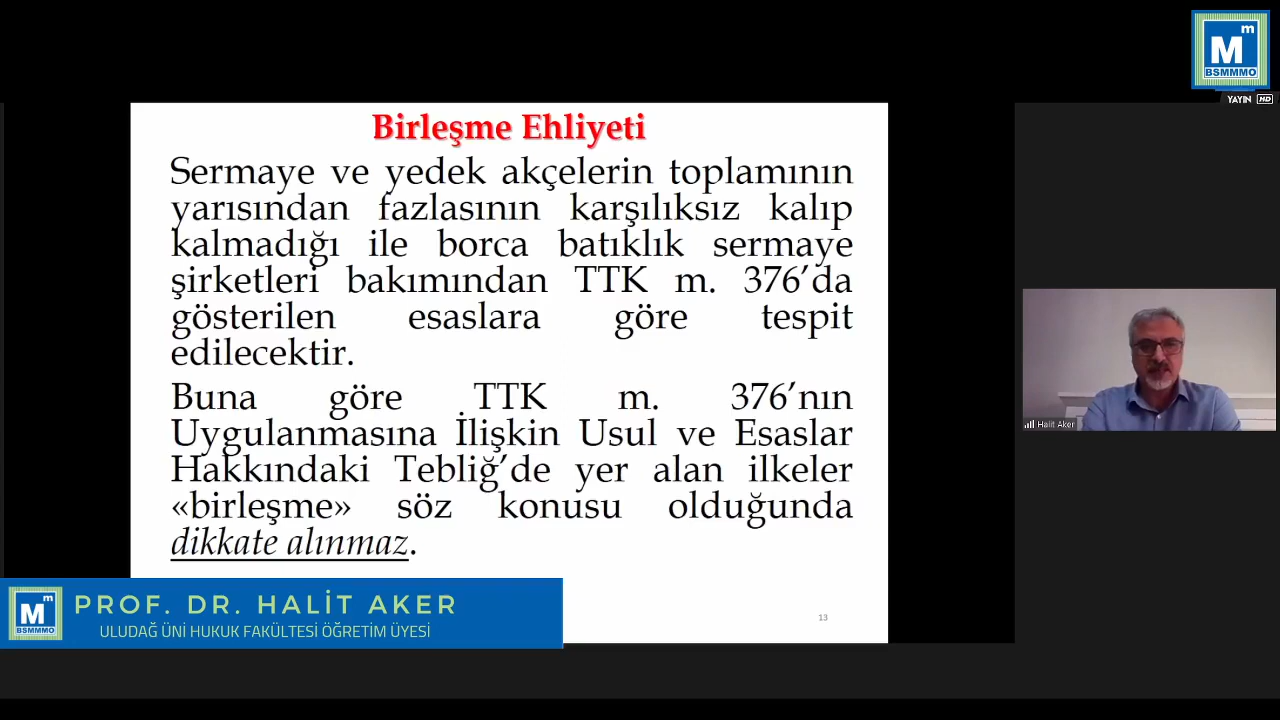 Mm
BSMMMO
YAYIN HD
Birleşme Ehliyeti
Sermaye ve yedek akçelerin toplamının
yarısından fazlasının karşılıksız kalıp
kalmadığı ile borca batıklık sermaye
şirketleri bakımından TTK m. 376’da
gösterilen esaslara göre tespit
edilecektir.
Buna göre TTK m. 376’nın
Uygulanmasına İlişkin Usul ve Esaslar
Hakkındaki Tebliğ’de yer alan ilkeler
«birleşme» söz konusu olduğunda
dikkate alınmaz.
13
Halit Aker
Mm
BSMMMO
PROF. DR. HALİT AKER
ULUDAĞ ÜNİ HUKUK FAKÜLTESİ ÖĞRETİM ÜYESİ